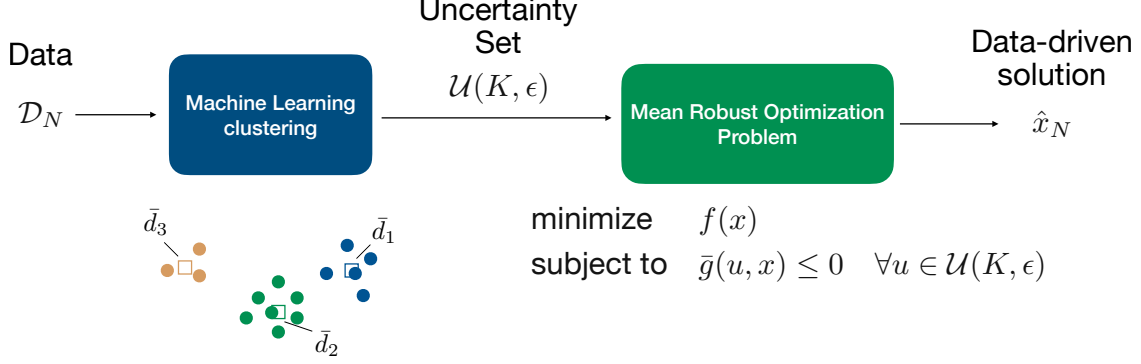 Data
𝒟_N
Machine Learning
clustering
Uncertainty
Set
𝒰(K, ϵ)
Mean Robust Optimization
Problem
Data-driven
solution
x̂_N
d̄_3
d̄_1
d̄_2
minimize f(x)
subject to ḡ(u, x) ≤ 0 ∀u ∈ 𝒰(K, ϵ)